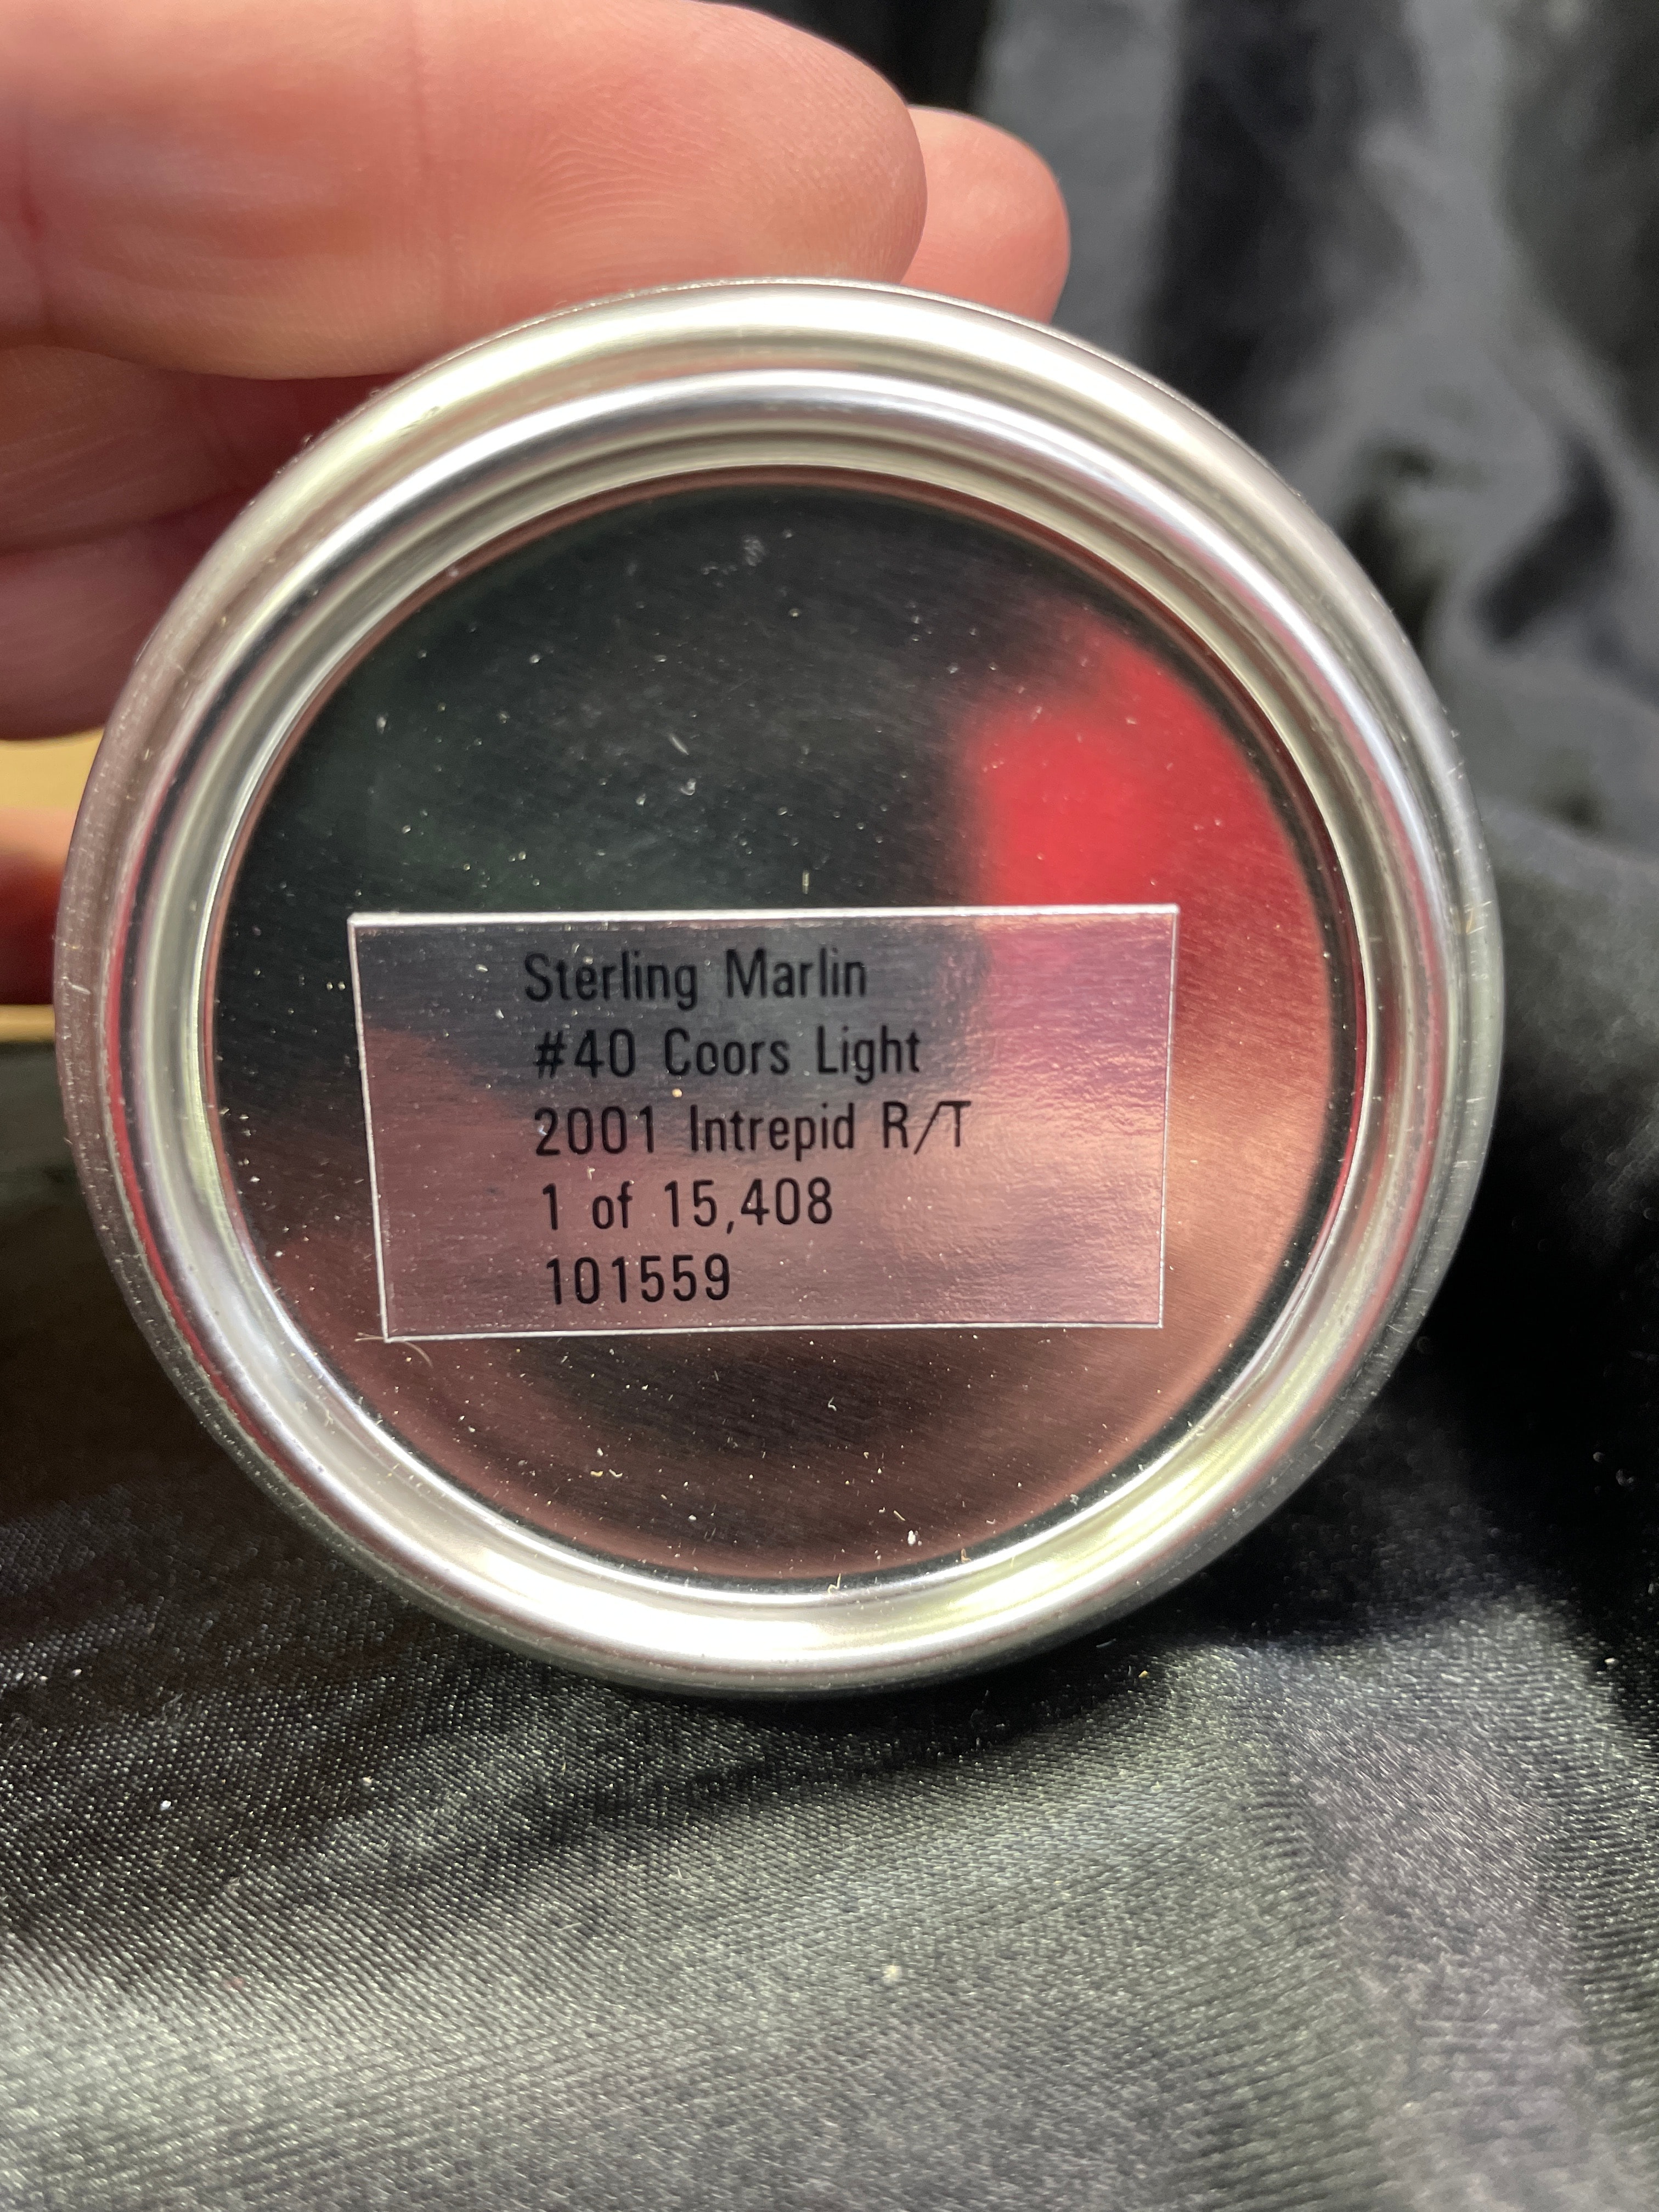 Sterling Marlin
#40 Coors Light
2001 Intrepid R/T
1 of 15,408
101559